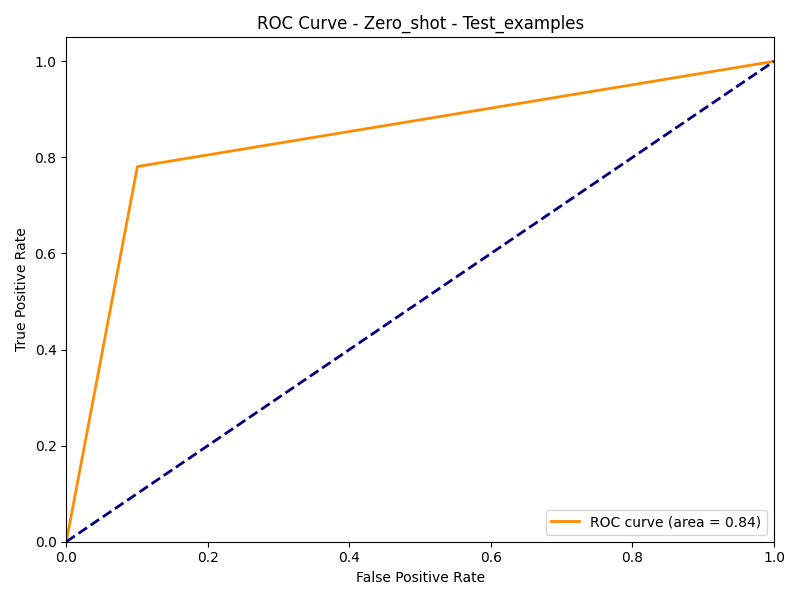 ROC Curve - Zero_shot - Test_examples
1.0
0.8
0.6
0.4
0.2
0.0
True Positive Rate
ROC curve (area = 0.84)
0.0 0.2 0.4 0.6 0.8 1.0
False Positive Rate